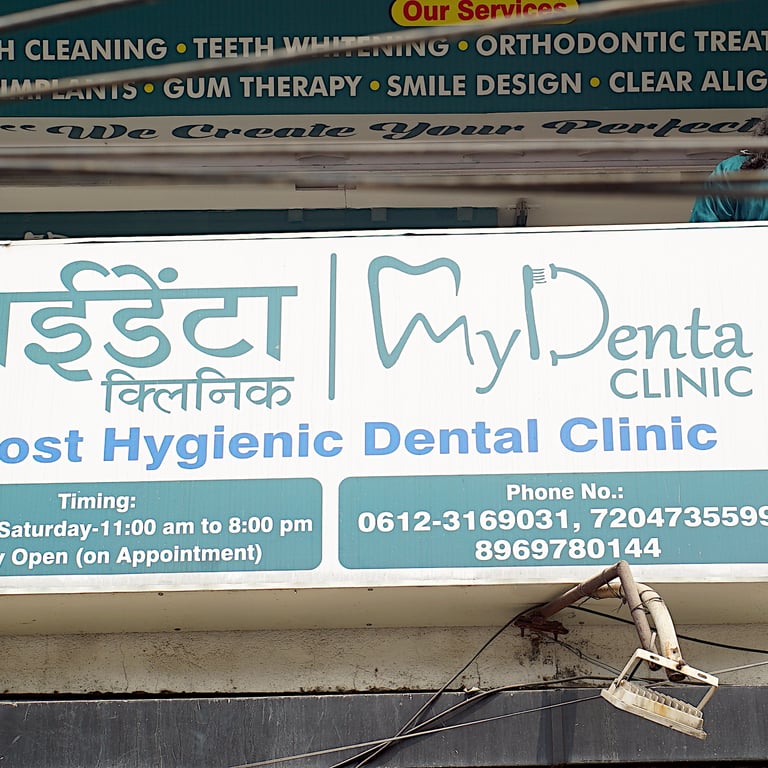 Our Services
H CLEANING • TEETH WHITENING • ORTHODONTIC TREAT
IMPLANTS • GUM THERAPY • SMILE DESIGN • CLEAR ALIG
"We Create Your Perfect
ाईडेंटा
क्लिनिक
MyDenta
CLINIC
ost Hygienic Dental Clinic
Timing:
Saturday-11:00 am to 8:00 pm
y Open (on Appointment)
Phone No.:
0612-3169031, 7204735599
8969780144